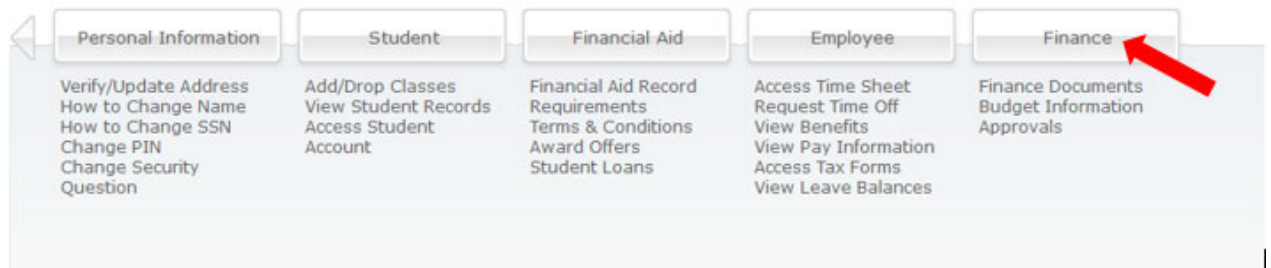 Personal Information
Verify/Update Address
How to Change Name
How to Change SSN
Change PIN
Change Security
Question
Student
Add/Drop Classes
View Student Records
Access Student
Account
Financial Aid
Financial Aid Record
Requirements
Terms & Conditions
Award Offers
Student Loans
Employee
Access Time Sheet
Request Time Off
View Benefits
View Pay Information
Access Tax Forms
View Leave Balances
Finance
Finance Documents
Budget Information
Approvals